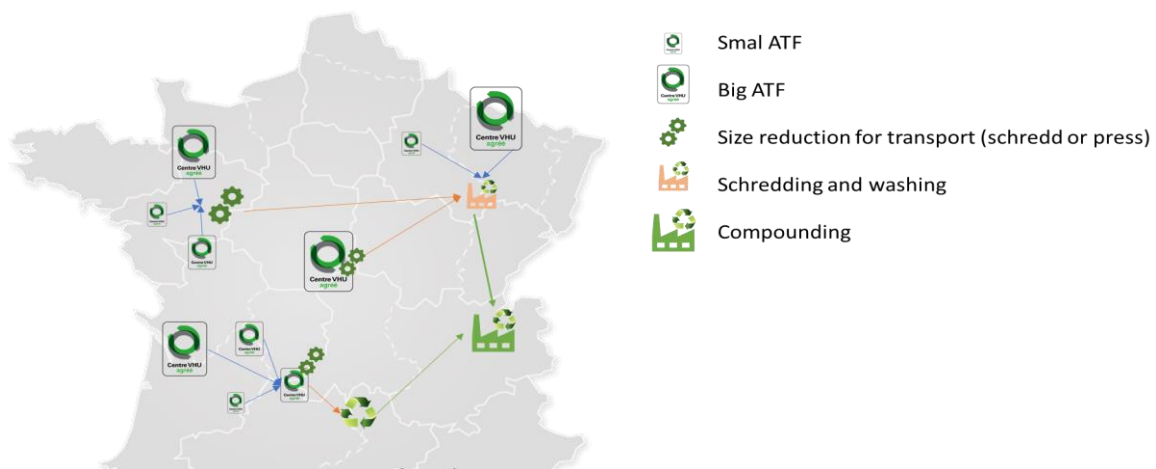 Smal ATF
Big ATF
Size reduction for transport (schredd or press)
Schredding and washing
Compounding
Centre VHU
agréé
Centre VHU
agréé
Centre VHU
agréé
Centre VHU
agréé